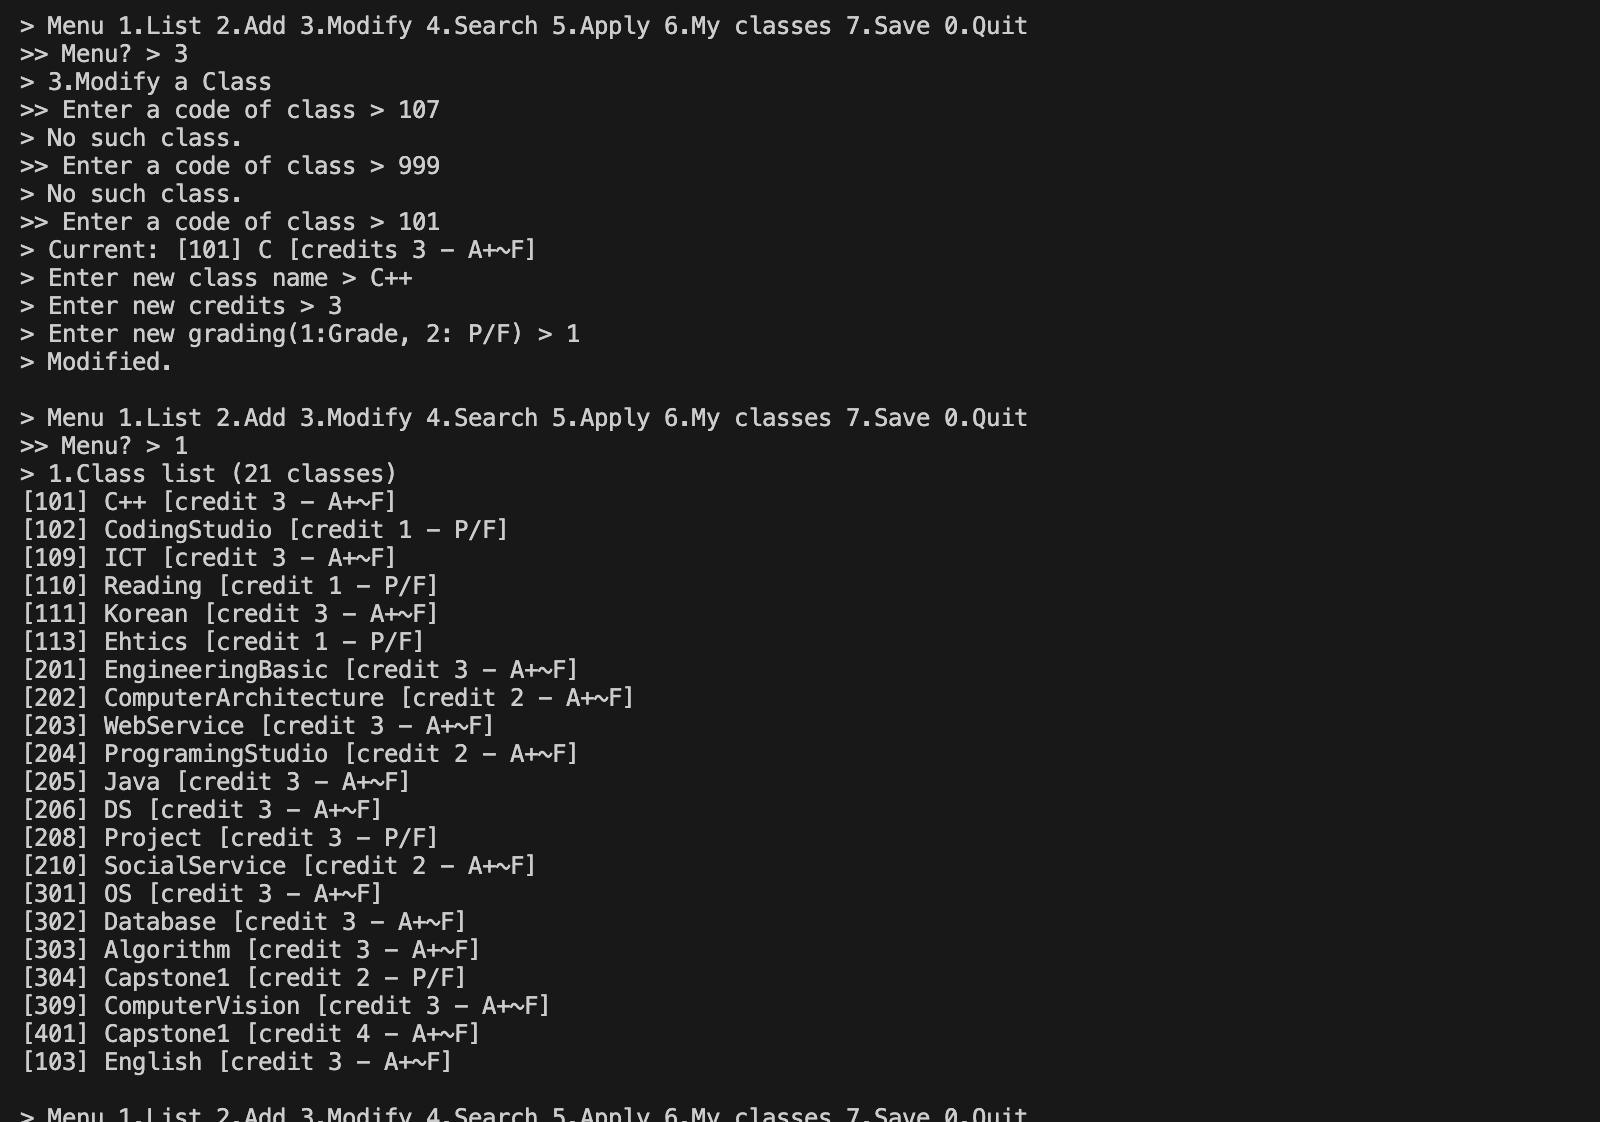 > Menu 1.List 2.Add 3.Modify 4.Search 5.Apply 6.My classes 7.Save 0.Quit
>> Menu? > 3
> 3.Modify a Class
>> Enter a code of class > 107
> No such class.
>> Enter a code of class > 999
> No such class.
>> Enter a code of class > 101
> Current: [101] C [credits 3 - A+~F]
> Enter new class name > C++
> Enter new credits > 3
> Enter new grading(1:Grade, 2: P/F) > 1
> Modified.
> Menu 1.List 2.Add 3.Modify 4.Search 5.Apply 6.My classes 7.Save 0.Quit
>> Menu? > 1
> 1.Class list (21 classes)
[101] C++ [credit 3 - A+~F]
[102] CodingStudio [credit 1 - P/F]
[109] ICT [credit 3 - A+~F]
[110] Reading [credit 1 - P/F]
[111] Korean [credit 3 - A+~F]
[113] Ehtics [credit 1 - P/F]
[201] EngineeringBasic [credit 3 - A+~F]
[202] ComputerArchitecture [credit 2 - A+~F]
[203] WebService [credit 3 - A+~F]
[204] ProgramingStudio [credit 2 - A+~F]
[205] Java [credit 3 - A+~F]
[206] DS [credit 3 - A+~F]
[208] Project [credit 3 - P/F]
[210] SocialService [credit 2 - A+~F]
[301] OS [credit 3 - A+~F]
[302] Database [credit 3 - A+~F]
[303] Algorithm [credit 3 - A+~F]
[304] Capstone1 [credit 2 - P/F]
[309] ComputerVision [credit 3 - A+~F]
[401] Capstone1 [credit 4 - A+~F]
[103] English [credit 3 - A+~F]
> Menu 1.List 2.Add 3.Modify 4.Search 5.Apply 6.My classes 7.Save 0.Quit